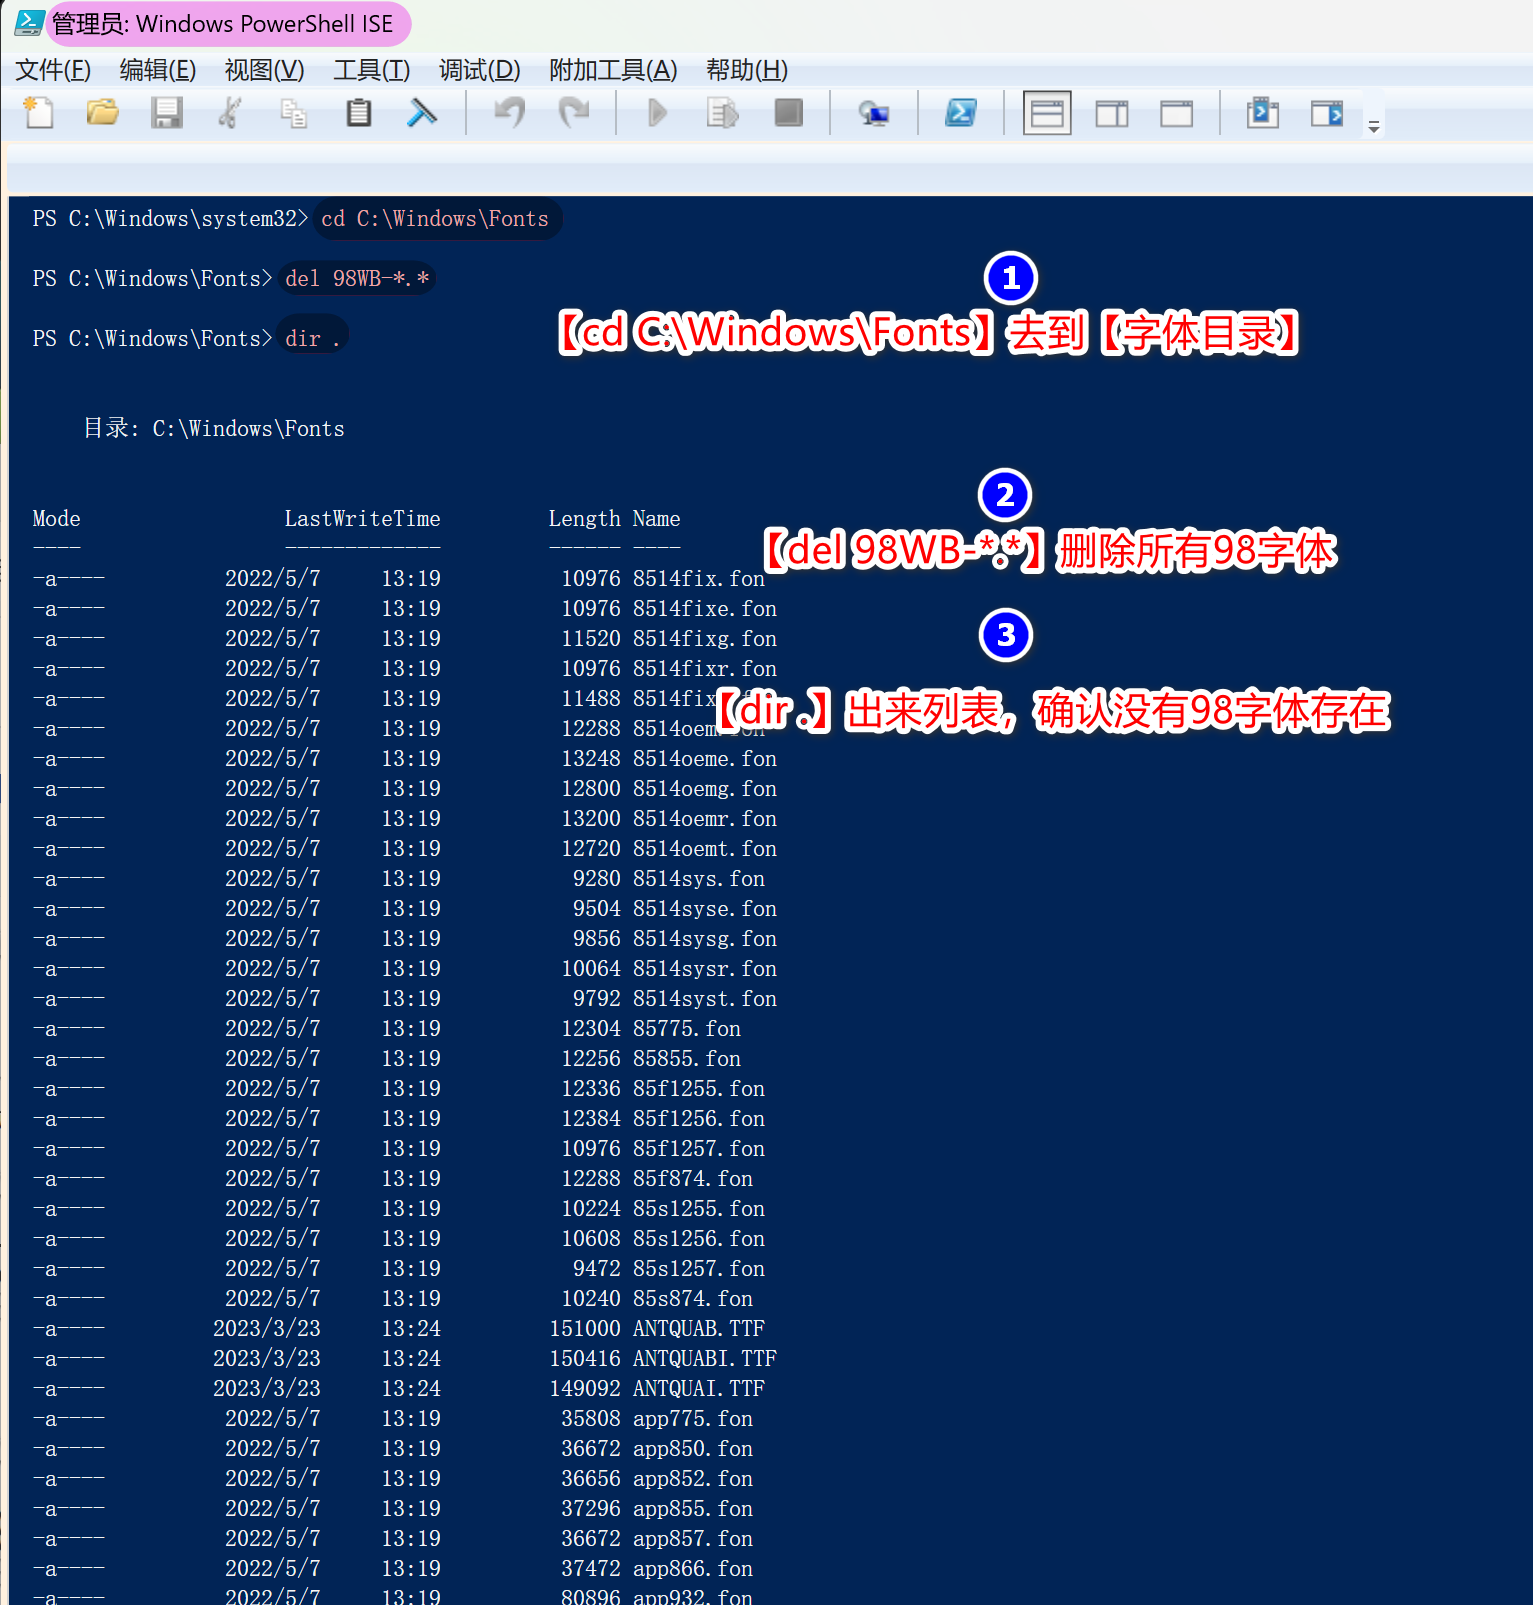 管理员: Windows PowerShell ISE
文件(F) 编辑(E) 视图(V) 工具(T) 调试(D) 附加工具(A) 帮助(H)
PS C:\Windows\system32> cd C:\Windows\Fonts
PS C:\Windows\Fonts> del 98WB-*.*
1
【cd C:\Windows\Fonts】去到【字体目录】
PS C:\Windows\Fonts> dir .
目录: C:\Windows\Fonts
2
【del 98WB-*.*】删除所有98字体
3
【dir .】出来列表，确认没有98字体存在
Mode LastWriteTime Length Name
---- ------------- ------ ----
-a---- 2022/5/7 13:19 10976 8514fix.fon
-a---- 2022/5/7 13:19 10976 8514fixe.fon
-a---- 2022/5/7 13:19 11520 8514fixg.fon
-a---- 2022/5/7 13:19 10976 8514fixr.fon
-a---- 2022/5/7 13:19 11488
-a---- 2022/5/7 13:19 12288
-a---- 2022/5/7 13:19 13248 8514oeme.fon
-a---- 2022/5/7 13:19 12800 8514oemg.fon
-a---- 2022/5/7 13:19 13200 8514oemr.fon
-a---- 2022/5/7 13:19 12720 8514oemt.fon
-a---- 2022/5/7 13:19 9280 8514sys.fon
-a---- 2022/5/7 13:19 9504 8514syse.fon
-a---- 2022/5/7 13:19 9856 8514sysg.fon
-a---- 2022/5/7 13:19 10064 8514sysr.fon
-a---- 2022/5/7 13:19 9792 8514syst.fon
-a---- 2022/5/7 13:19 12304 85775.fon
-a---- 2022/5/7 13:19 12256 85855.fon
-a---- 2022/5/7 13:19 12336 85f1255.fon
-a---- 2022/5/7 13:19 12384 85f1256.fon
-a---- 2022/5/7 13:19 10976 85f1257.fon
-a---- 2022/5/7 13:19 12288 85f874.fon
-a---- 2022/5/7 13:19 10224 85s1255.fon
-a---- 2022/5/7 13:19 10608 85s1256.fon
-a---- 2022/5/7 13:19 9472 85s1257.fon
-a---- 2022/5/7 13:19 10240 85s874.fon
-a---- 2023/3/23 13:24 151000 ANTQUAB.TTF
-a---- 2023/3/23 13:24 150416 ANTQUABI.TTF
-a---- 2023/3/23 13:24 149092 ANTQUAI.TTF
-a---- 2022/5/7 13:19 35808 app775.fon
-a---- 2022/5/7 13:19 36672 app850.fon
-a---- 2022/5/7 13:19 36656 app852.fon
-a---- 2022/5/7 13:19 37296 app855.fon
-a---- 2022/5/7 13:19 36672 app857.fon
-a---- 2022/5/7 13:19 37472 app866.fon
-a---- 2022/5/7 13:19 80896 app932.fon